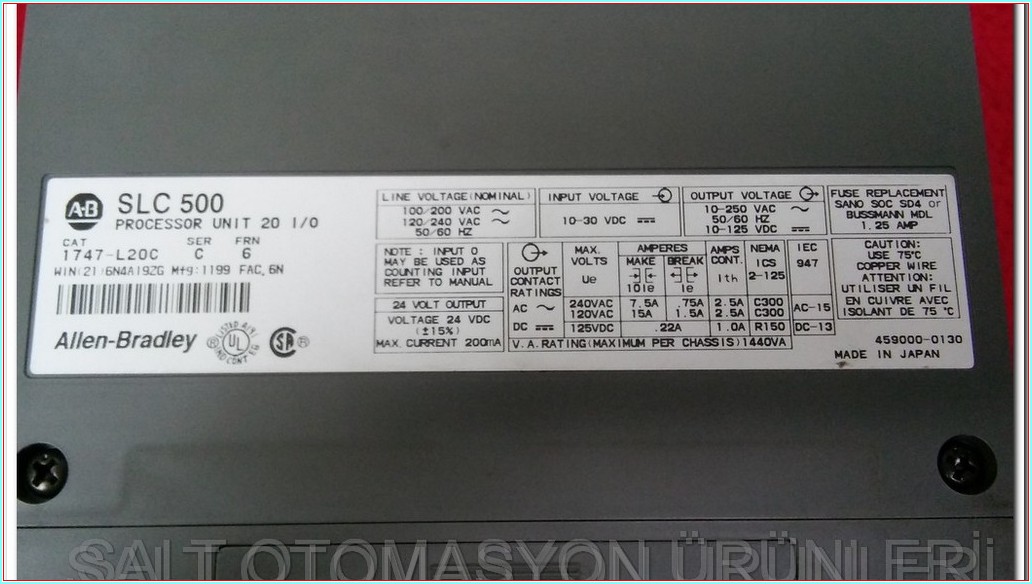 A·B SLC 500
PROCESSOR UNIT 20 I/O
CAT SER FRN
1747-L20C C 6
WIN(21)6N4A19ZG Mfg:1199 FAC,6N
Allen-Bradley
LISTED UL
SA
LINE VOLTAGE(NOMINAL)
100/200 VAC
120/240 VAC
50/60 HZ
INPUT VOLTAGE
10-30 VDC
OUTPUT VOLTAGE
10-250 VAC
50/60 HZ
10-125 VDC
FUSE REPLACEMENT
SANO SOC SD4 or
BUSSMANN MDL
1.25 AMP
NOTE : INPUT 0
MAY BE USED AS
COUNTING INPUT
REFER TO MANUAL
24 VOLT OUTPUT
VOLTAGE 24 VDC
(±15%)
MAX. CURRENT 200mA
OUTPUT
CONTACT
RATINGS
MAX.
VOLTS
Ue
AMPERES
MAKE BREAK
10Ie Ie
AMPS
CONT.
Ith
NEMA
ICS
2-125
IEC
947
AC 240VAC 7.5A .75A 2.5A C300 AC-15
120VAC 15A 1.5A 2.5A C300
DC 125VDC .22A 1.0A R150 DC-13
V.A.RATING(MAXIMUM PER CHASSIS)1440VA
CAUTION:
USE 75°C
COPPER WIRE
ATTENTION:
UTILISER UN FIL
EN CUIVRE AVEC
ISOLANT DE 75 °C
459000-0130
MADE IN JAPAN
SALT OTOMASYON ÜRÜNLERİ